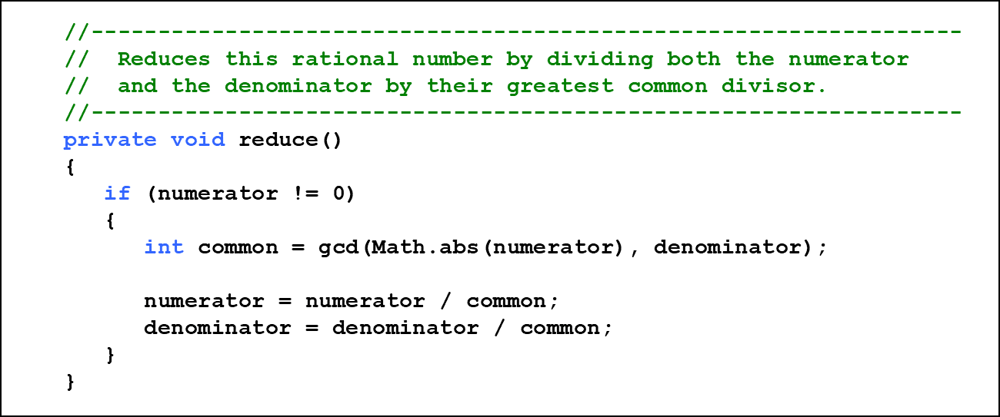 //-----------------------------------------------------------------
//  Reduces this rational number by dividing both the numerator
//  and the denominator by their greatest common divisor.
//-----------------------------------------------------------------
private void reduce()
{
   if (numerator != 0)
   {
      int common = gcd(Math.abs(numerator), denominator);

      numerator = numerator / common;
      denominator = denominator / common;
   }
}